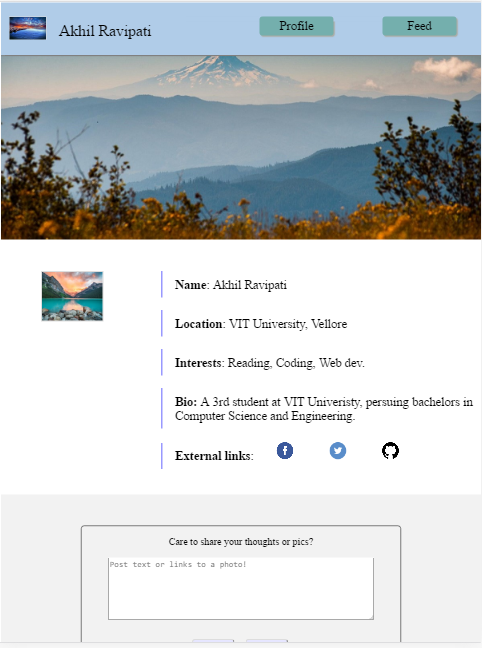 Akhil Ravipati
Profile
Feed
Name: Akhil Ravipati
Location: VIT University, Vellore
Interests: Reading, Coding, Web dev.
Bio: A 3rd student at VIT Univeristy, persuing bachelors in
Computer Science and Engineering.
External links:
Care to share your thoughts or pics?
Post text or links to a photo!